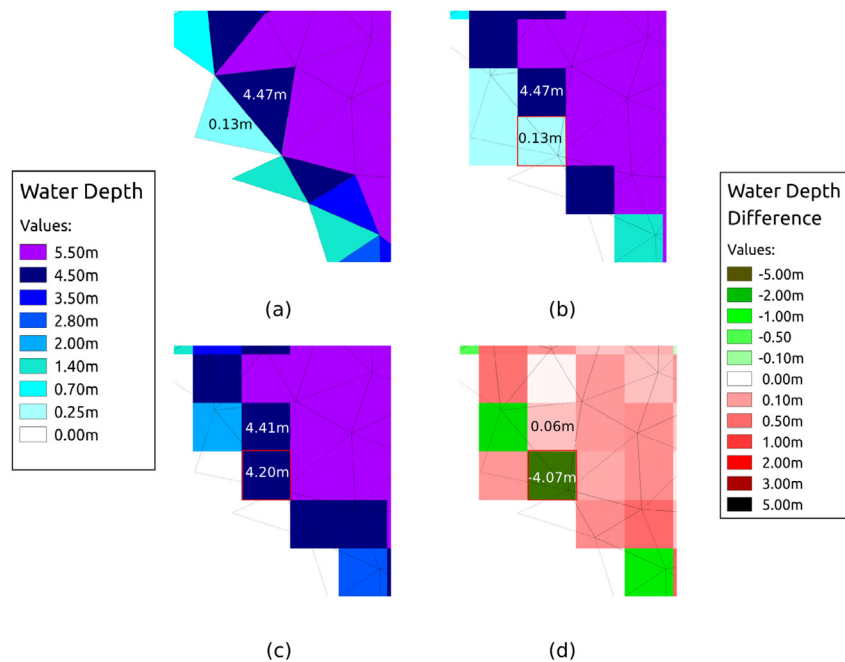 4.47m
0.13m
(a)
4.47m
0.13m
(b)
Water Depth
Values:
5.50m
4.50m
3.50m
2.80m
2.00m
1.40m
0.70m
0.25m
0.00m
Water Depth
Difference
Values:
-5.00m
-2.00m
-1.00m
-0.50
-0.10m
0.00m
0.10m
0.50m
1.00m
2.00m
3.00m
5.00m
4.41m
4.20m
(c)
0.06m
-4.07m
(d)